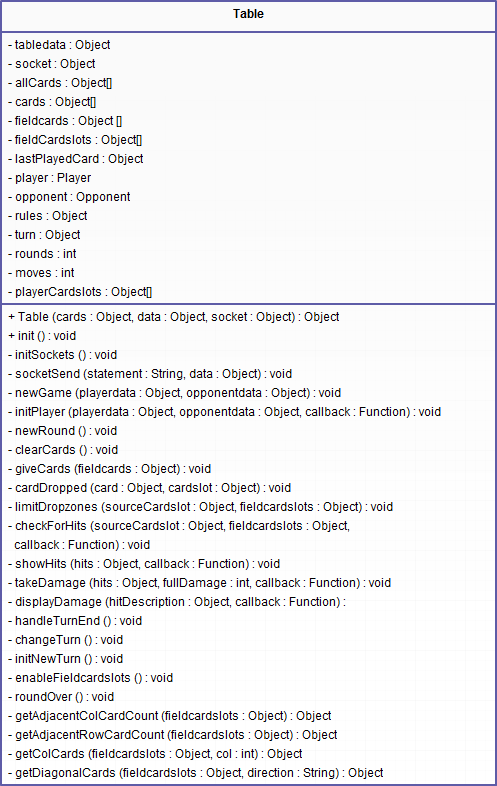 Table
- tabledata : Object
- socket : Object
- allCards : Object[]
- cards : Object[]
- fieldcards : Object []
- fieldCardslots : Object[]
- lastPlayedCard : Object
- player : Player
- opponent : Opponent
- rules : Object
- turn : Object
- rounds : int
- moves : int
- playerCardslots : Object[]
+ Table (cards : Object, data : Object, socket : Object) : Object
+ init () : void
- initSockets () : void
- socketSend (statement : String, data : Object) : void
- newGame (playerdata : Object, opponentdata : Object) : void
- initPlayer (playerdata : Object, opponentdata : Object, callback : Function) : void
- newRound () : void
- clearCards () : void
- giveCards (fieldcards : Object) : void
- cardDropped (card : Object, cardslot : Object) : void
- limitDropzones (sourceCardslot : Object, fieldcardslots : Object) : void
- checkForHits (sourceCardslot : Object, fieldcardslots : Object,
callback : Function) : void
- showHits (hits : Object, callback : Function) : void
- takeDamage (hits : Object, fullDamage : int, callback : Function) : void
- displayDamage (hitDescription : Object, callback : Function) :
- handleTurnEnd () : void
- changeTurn () : void
- initNewTurn () : void
- enableFieldcardslots () : void
- roundOver () : void
- getAdjacentColCardCount (fieldcardslots : Object) : Object
- getAdjacentRowCardCount (fieldcardslots : Object) : Object
- getColCards (fieldcardslots : Object, col : int) : Object
- getDiagonalCards (fieldcardslots : Object, direction : String) : Object